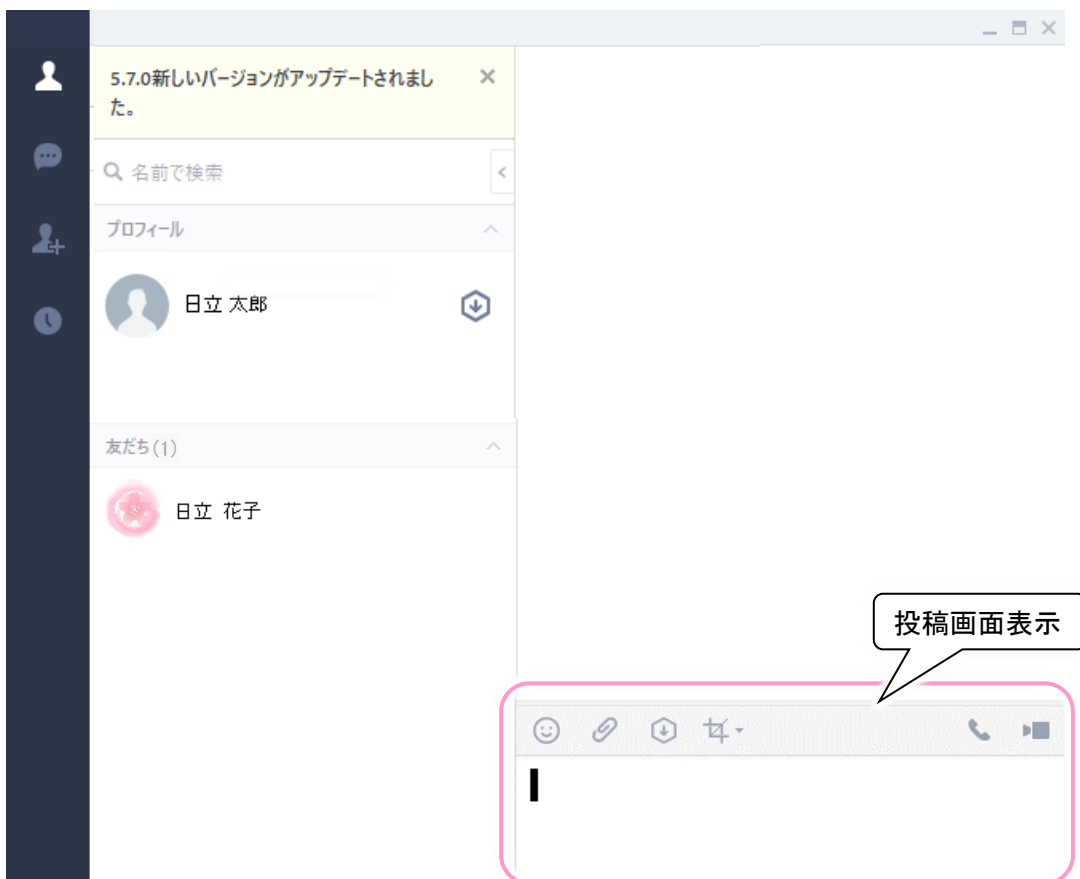 5.7.0新しいバージョンがアップデートされまし
た。
名前で検索
プロフィール
日立 太郎
友だち(1)
日立 花子
投稿画面表示